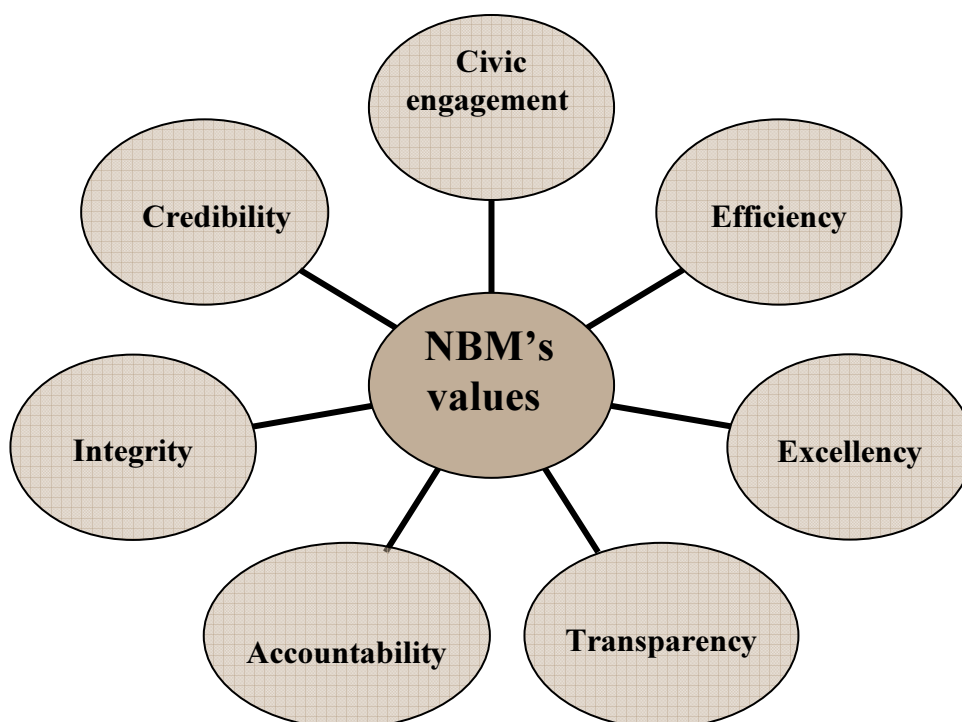 Civic
engagement
Credibility
Efficiency
NBM’s
values
Integrity
Excellency
Accountability
Transparency